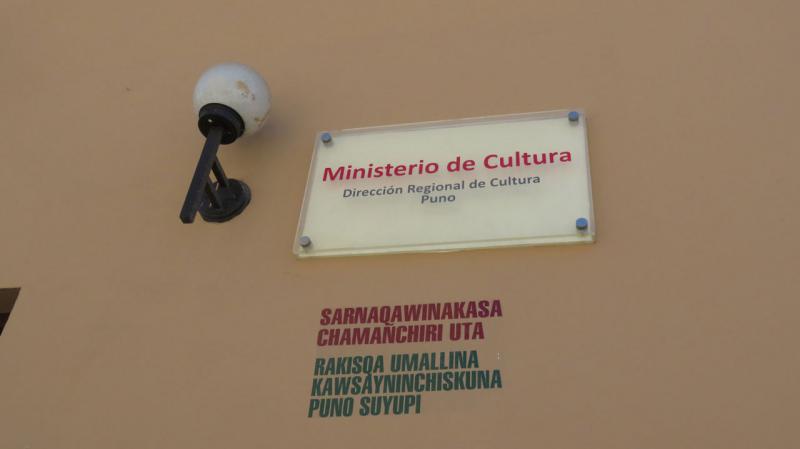 Ministerio de Cultura
Dirección Regional de Cultura
Puno
SARNAQAWINAKASA
CHAMAÑCHIRI UTA
RAKISQA UMALLINA
KAWSAYNINCHISKUNA
PUNO SUYUPI